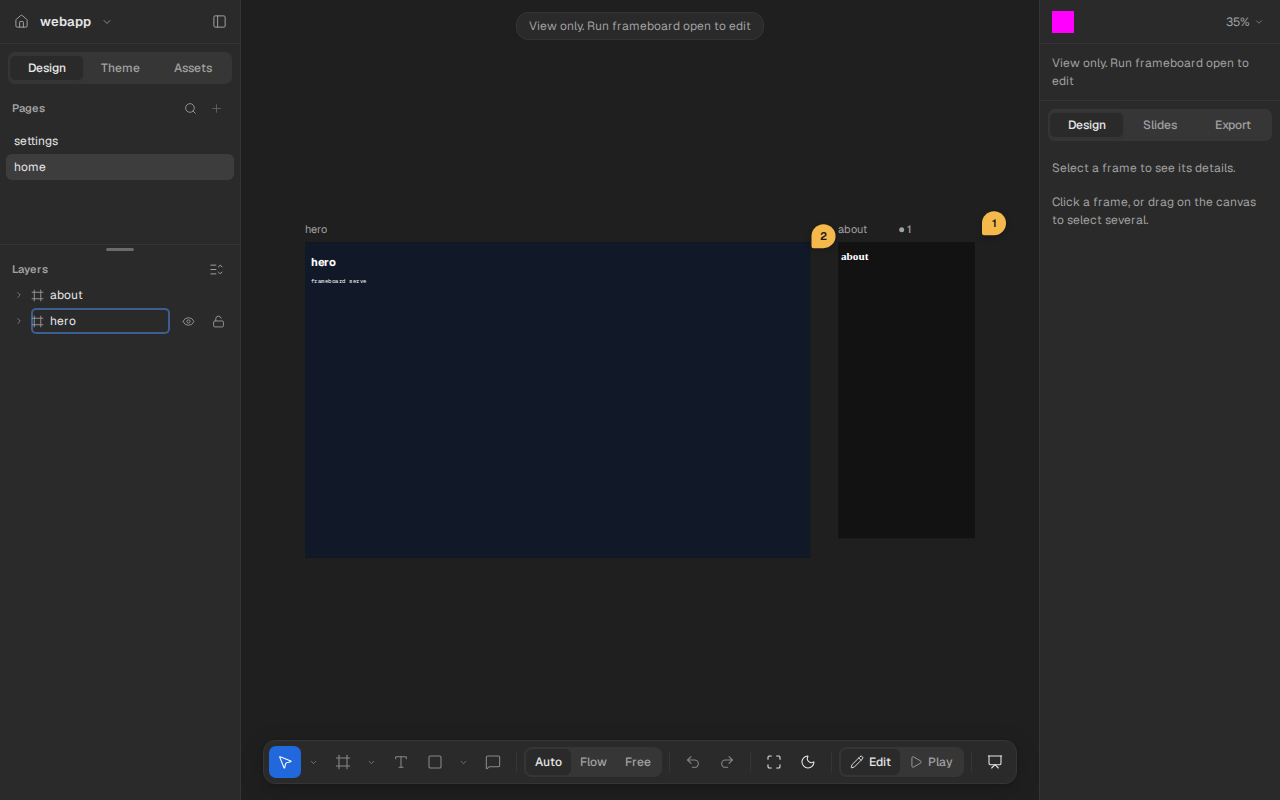 webapp
View only. Run frameboard open to edit
35%
View only. Run frameboard open to
edit
Design Theme Assets
Design Slides Export
Pages
settings
home
Select a frame to see its details.
Click a frame, or drag on the canvas
to select several.
hero
2
about
1
1
hero
frameboard serve
about
Layers
about
hero
Auto Flow Free
Edit Play